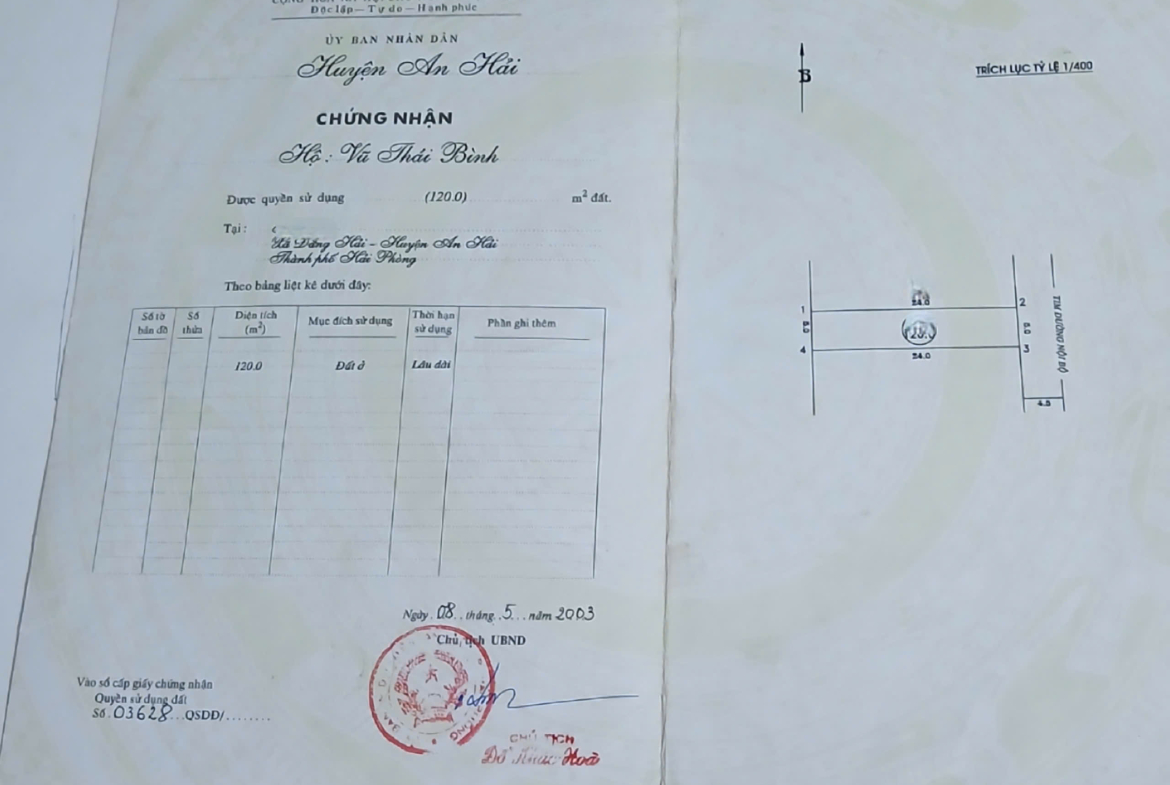 Độc lập – Tự do – Hạnh phúc
ỦY BAN NHÂN DÂN
Huyện An Hải
CHỨNG NHẬN
Hộ: Vũ Thái Bình
Được quyền sử dụng (120.0) m² đất.
Tại:
Xã Đằng Hải – Huyện An Hải
Thành phố Hải Phòng
Theo bảng liệt kê dưới đây:
Số tờ bản đồ Số thửa Diện tích (m²) Mục đích sử dụng Thời hạn sử dụng Phần ghi thêm
120.0 Đất ở Lâu dài
Ngày 08 tháng 5 năm 2003
Chủ tịch UBND
Vào sổ cấp giấy chứng nhận
Quyền sử dụng đất
Số 03628 QSDĐ/
CHỦ TỊCH
Đỗ Khắc Hoà
B
TRÍCH LỤC TỶ LỆ 1/400
1 24.0 2
5.0 5.0
4 24.0 3
TIM ĐƯỜNG NỘI BỘ
4.5